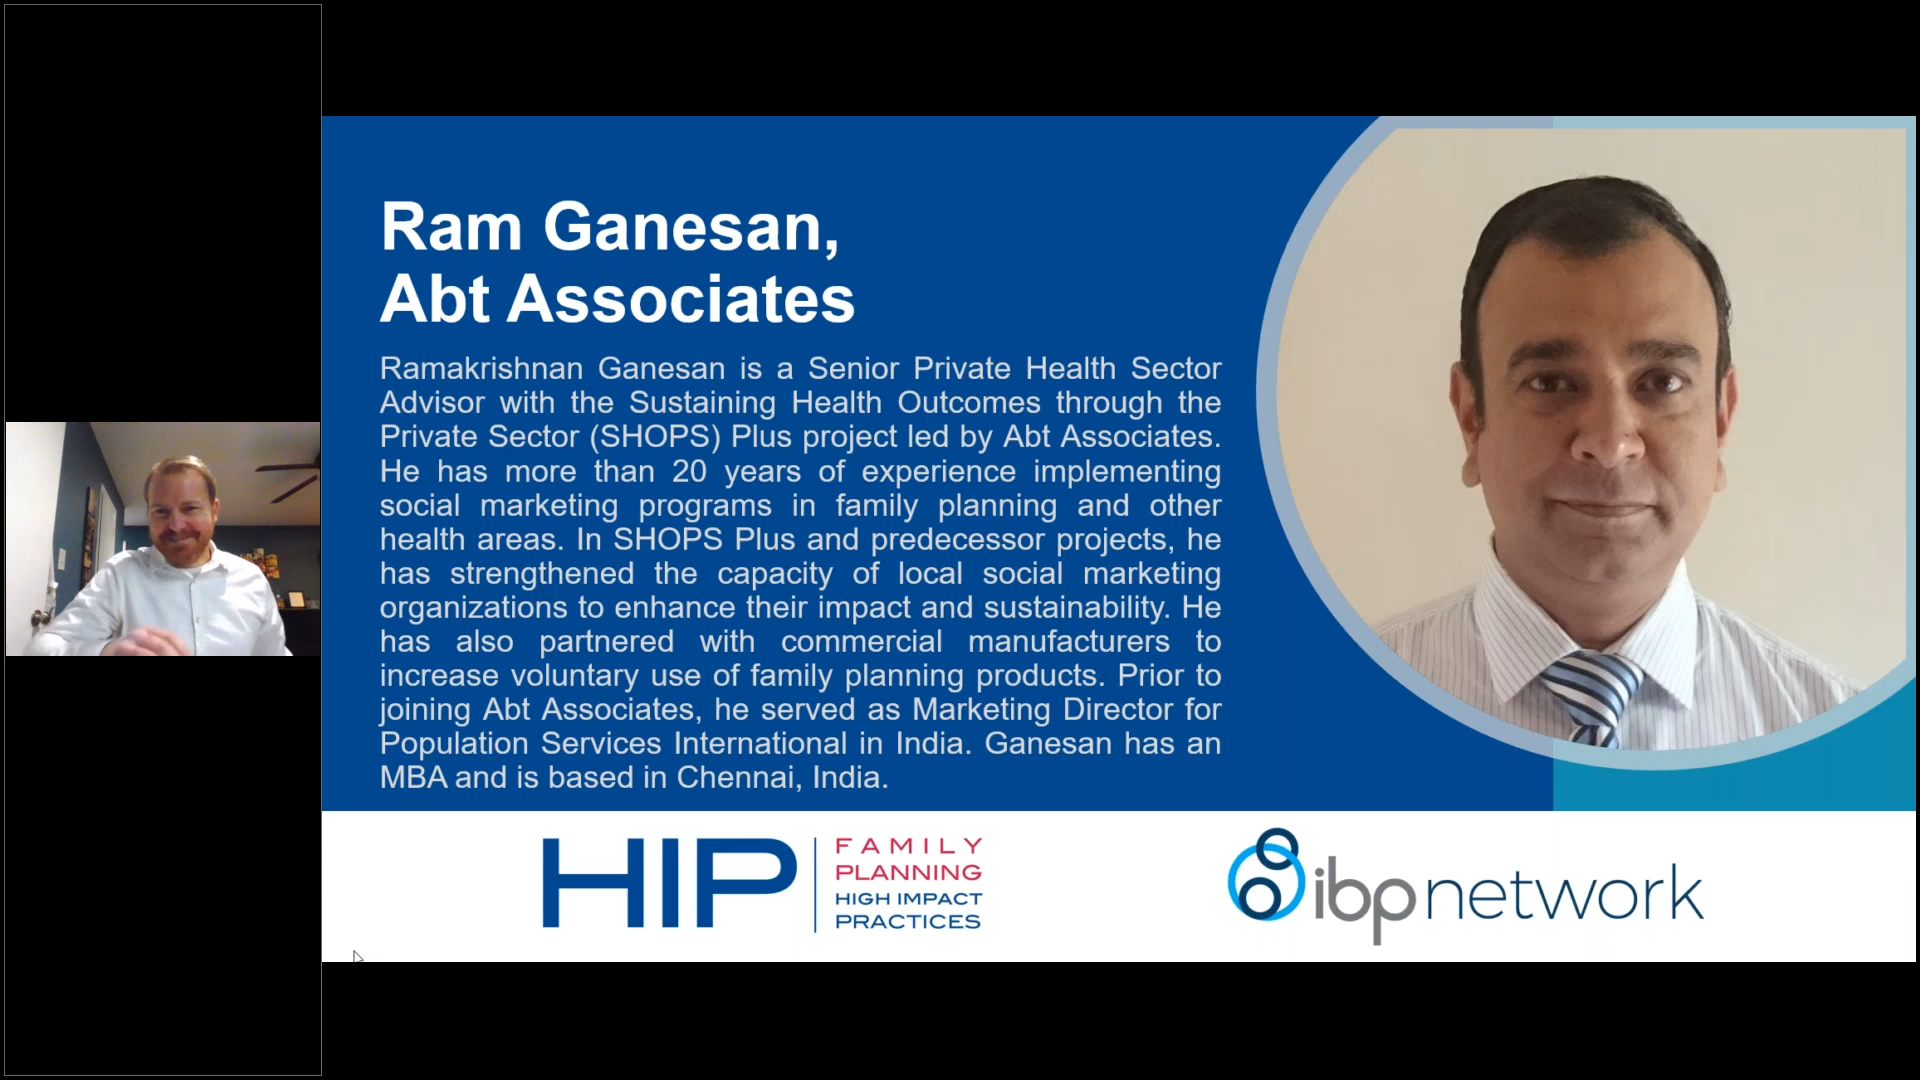 Ram Ganesan,
Abt Associates
Ramakrishnan Ganesan is a Senior Private Health Sector
Advisor with the Sustaining Health Outcomes through the
Private Sector (SHOPS) Plus project led by Abt Associates.
He has more than 20 years of experience implementing
social marketing programs in family planning and other
health areas. In SHOPS Plus and predecessor projects, he
has strengthened the capacity of local social marketing
organizations to enhance their impact and sustainability. He
has also partnered with commercial manufacturers to
increase voluntary use of family planning products. Prior to
joining Abt Associates, he served as Marketing Director for
Population Services International in India. Ganesan has an
MBA and is based in Chennai, India.
HIP
FAMILY
PLANNING
HIGH IMPACT
PRACTICES
ibpnetwork